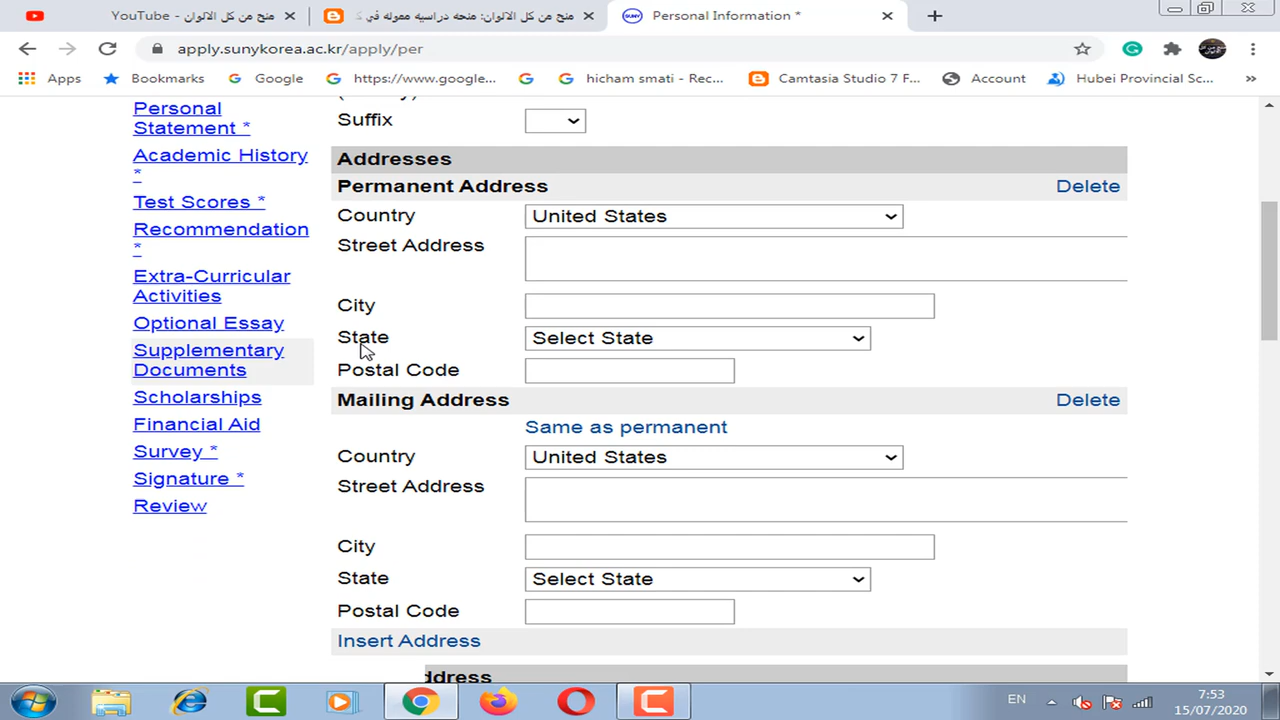 YouTube - منح من كل الالوان
منح من كل الالوان: منحه دراسيه مموله في
SUNY Personal Information *
apply.sunykorea.ac.kr/apply/per
Apps Bookmarks Google https://www.google... hicham smati - Rec... Camtasia Studio 7 F... Account Hubei Provincial Sc... »
Personal
Statement *
Academic History
*
Test Scores *
Recommendation
*
Extra-Curricular
Activities
Optional Essay
Supplementary
Documents
Scholarships
Financial Aid
Survey *
Signature *
Review
Suffix
Addresses
Permanent Address Delete
Country United States
Street Address
City
State Select State
Postal Code
Mailing Address Delete
Same as permanent
Country United States
Street Address
City
State Select State
Postal Code
Insert Address
ddress
EN 7:53
15/07/2020